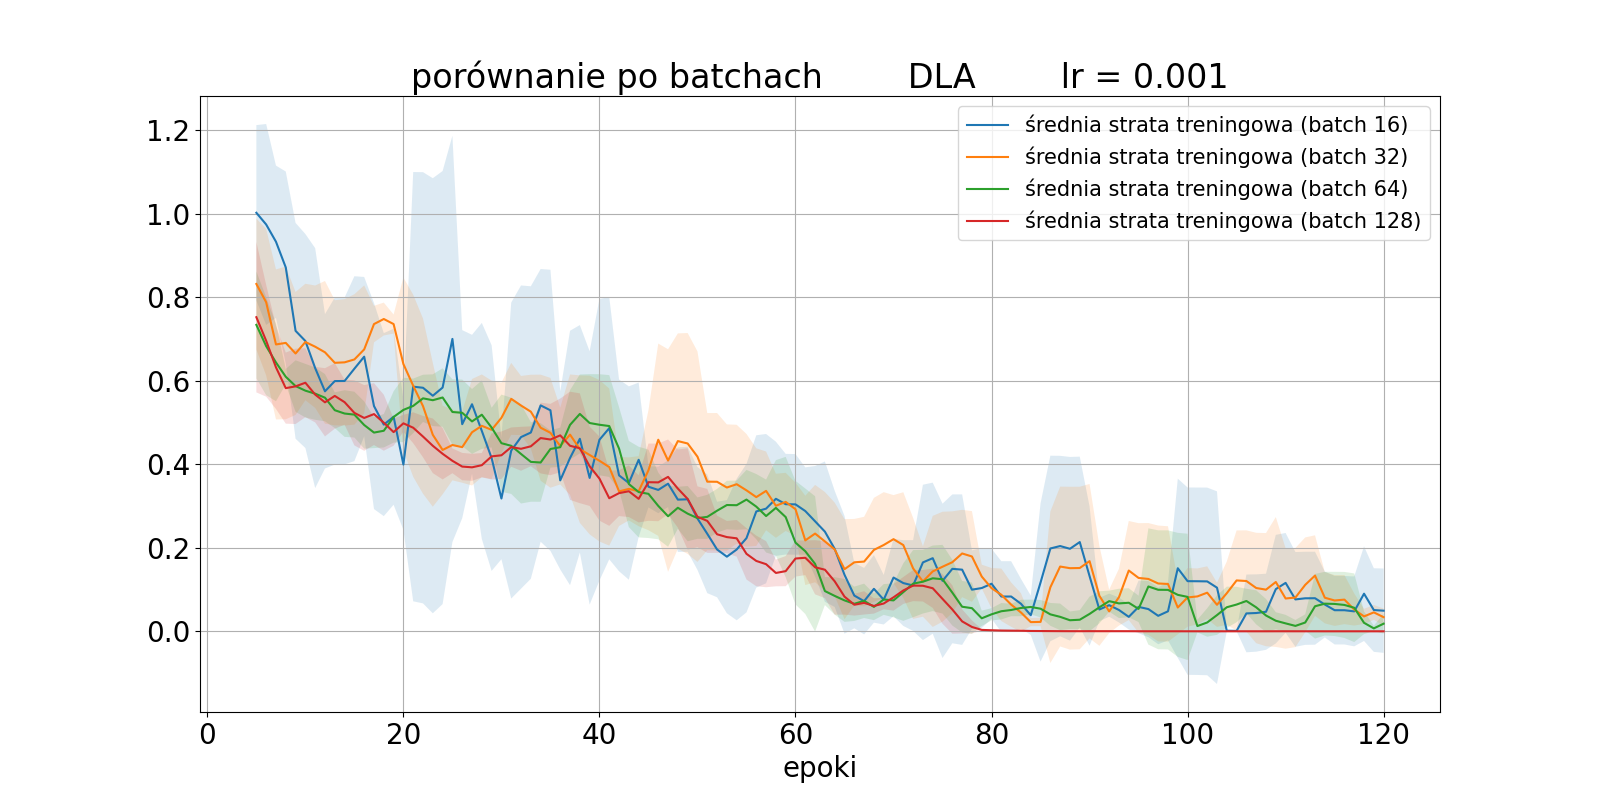 porównanie po batchach DLA lr = 0.001
średnia strata treningowa (batch 16)
średnia strata treningowa (batch 32)
średnia strata treningowa (batch 64)
średnia strata treningowa (batch 128)
1.2
1.0
0.8
0.6
0.4
0.2
0.0
0 20 40 60 80 100 120
epoki